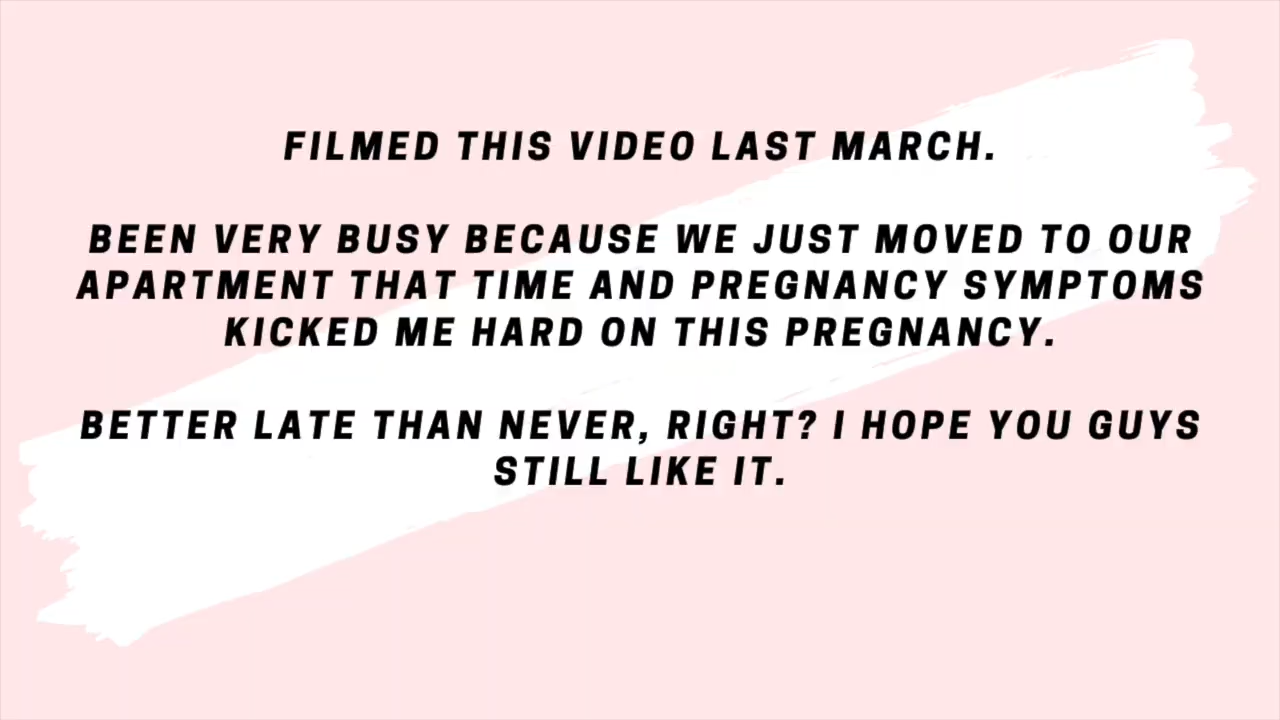 FILMED THIS VIDEO LAST MARCH.
BEEN VERY BUSY BECAUSE WE JUST MOVED TO OUR
APARTMENT THAT TIME AND PREGNANCY SYMPTOMS
KICKED ME HARD ON THIS PREGNANCY.
BETTER LATE THAN NEVER, RIGHT? I HOPE YOU GUYS
STILL LIKE IT.